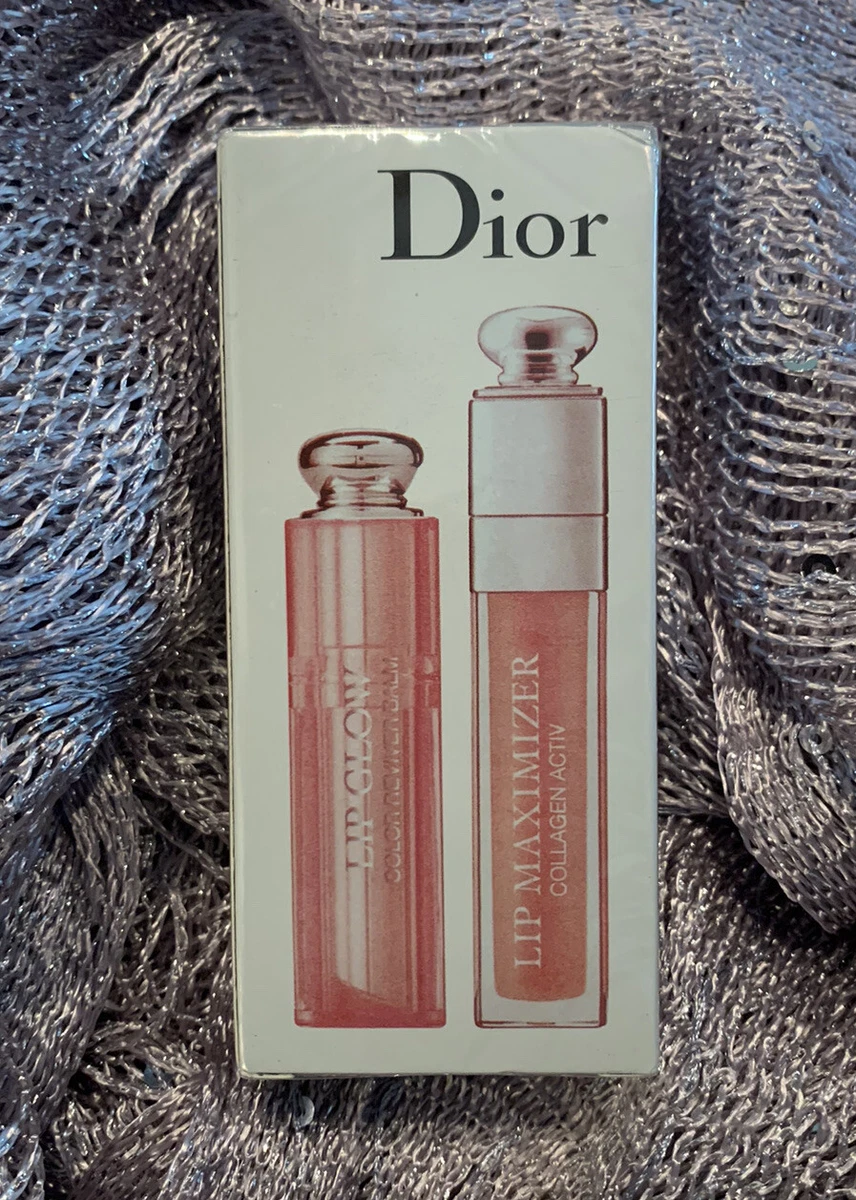 Dior
LIP GLOW
COLOR REVIVER BALM
LIP MAXIMIZER
COLLAGEN ACTIV